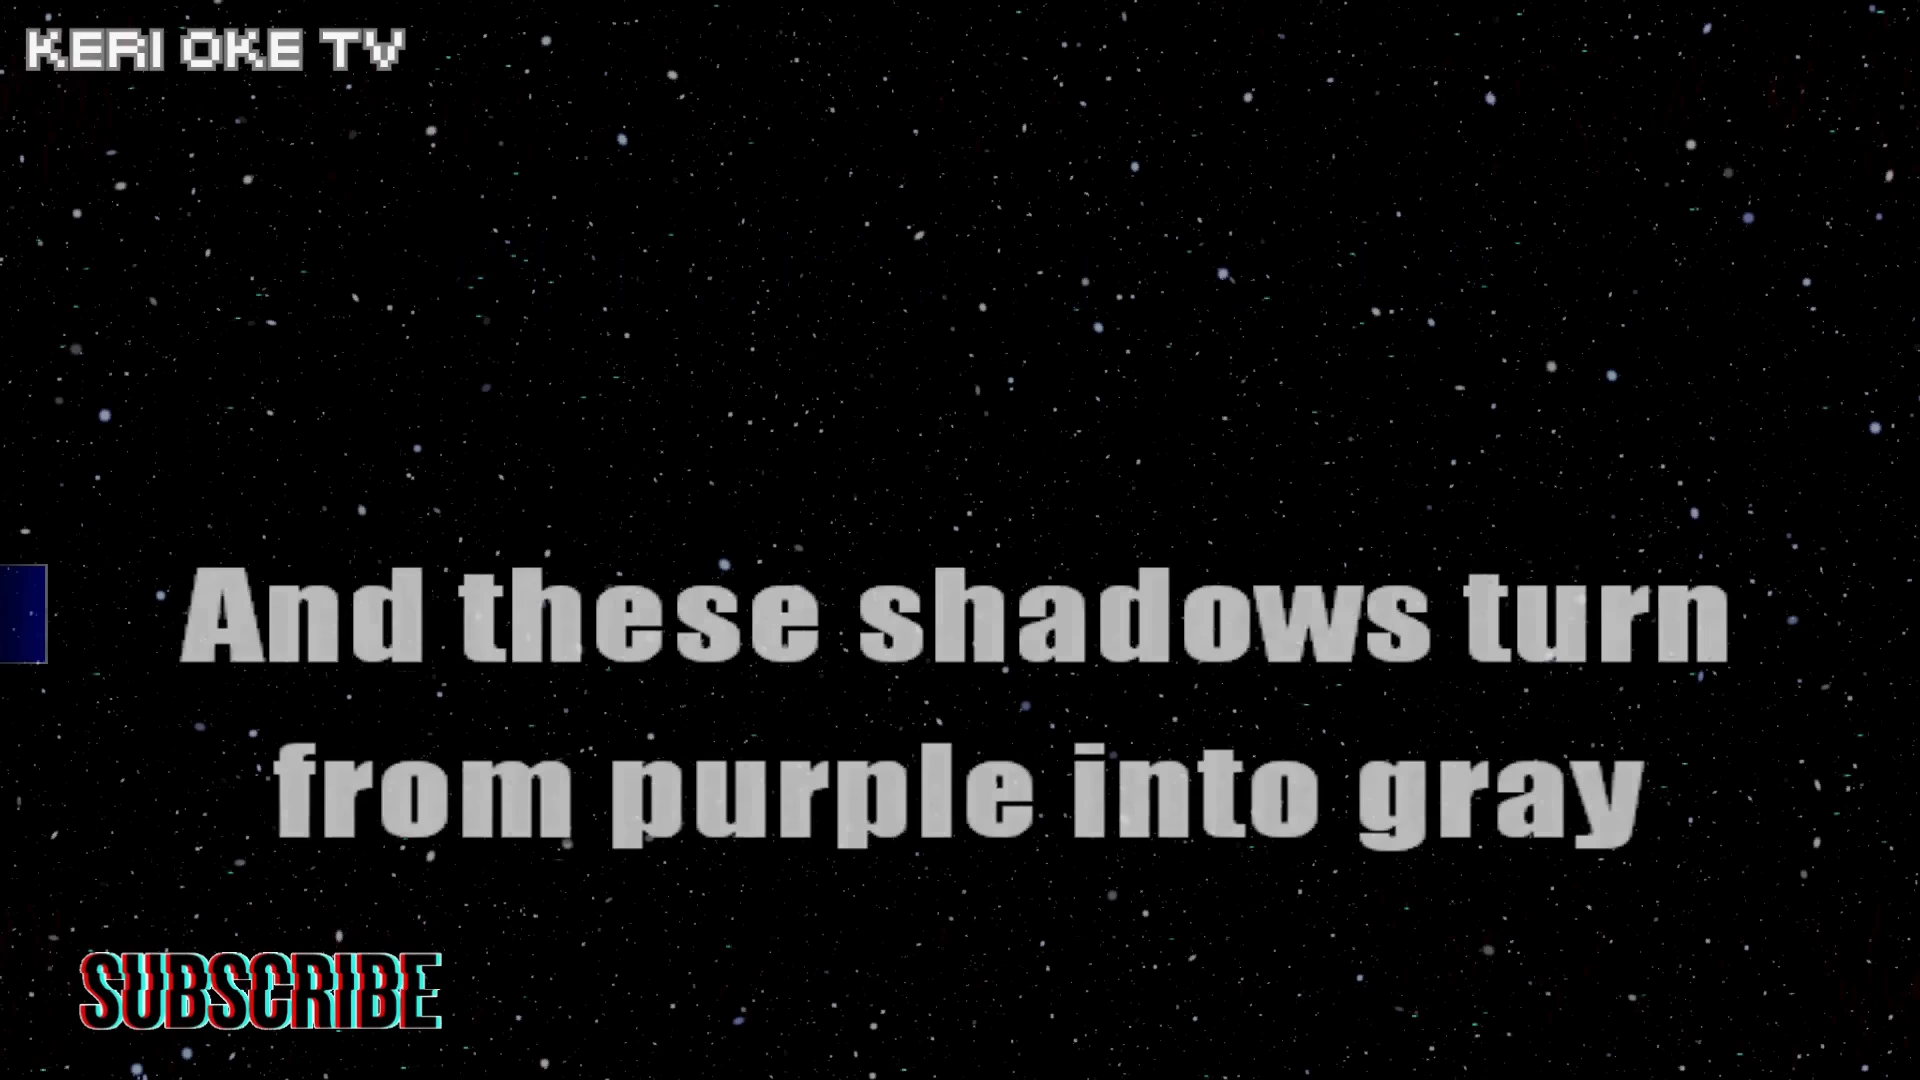 KERI OKE TV
And these shadows turn
from purple into gray
SUBSCRIBE